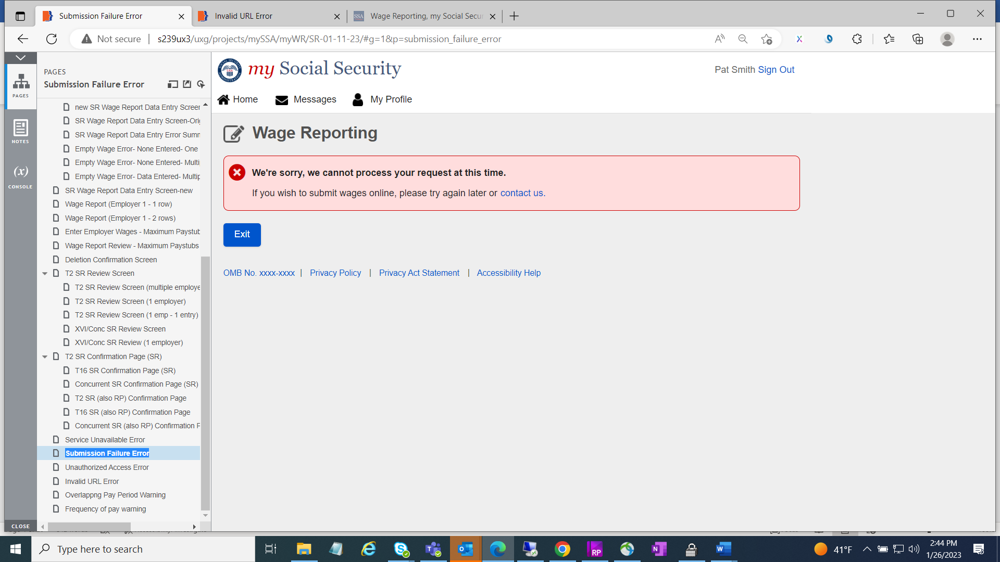 Submission Failure Error
Invalid URL Error
SSA
Wage Reporting, my Social Secur
Not secure
s239ux3/uxg/projects/mySSA/myWR/SR-01-11-23/#g=1&p=submission_failure_error
PAGES
NOTES
(x)
CONSOLE
CLOSE
PAGES
Submission Failure Error
new SR Wage Report Data Entry Screen
SR Wage Report Data Entry Screen-Orig
SR Wage Report Data Entry Error Summ
Empty Wage Error- None Entered- One
Empty Wage Error- None Entered- Multi
Empty Wage Error- Data Entered- Multip
SR Wage Report Data Entry Screen-new
Wage Report (Employer 1 - 1 row)
Wage Report (Employer 1 - 2 rows)
Enter Employer Wages - Maximum Paystub
Wage Report Review - Maximum Paystubs
Deletion Confirmation Screen
T2 SR Review Screen
T2 SR Review Screen (multiple employe
T2 SR Review Screen (1 employer)
T2 SR Review Screen (1 emp - 1 entry)
XVI/Conc SR Review Screen
XVI/Conc SR Review (1 employer)
T2 SR Confirmation Page (SR)
T16 SR Confirmation Page (SR)
Concurrent SR Confirmation Page (SR)
T2 SR (also RP) Confirmation Page
T16 SR (also RP) Confirmation Page
Concurrent SR (also RP) Confirmation P
Service Unavailable Error
Submission Failure Error
Unauthorized Access Error
Invalid URL Error
Overlappng Pay Period Warning
Frequency of pay warning
my Social Security
Pat Smith Sign Out
Home
Messages
My Profile
Wage Reporting
We're sorry, we cannot process your request at this time.
If you wish to submit wages online, please try again later or contact us.
Exit
OMB No. xxxx-xxxx | Privacy Policy | Privacy Act Statement | Accessibility Help
Type here to search
RP
41°F
2:44 PM
1/26/2023